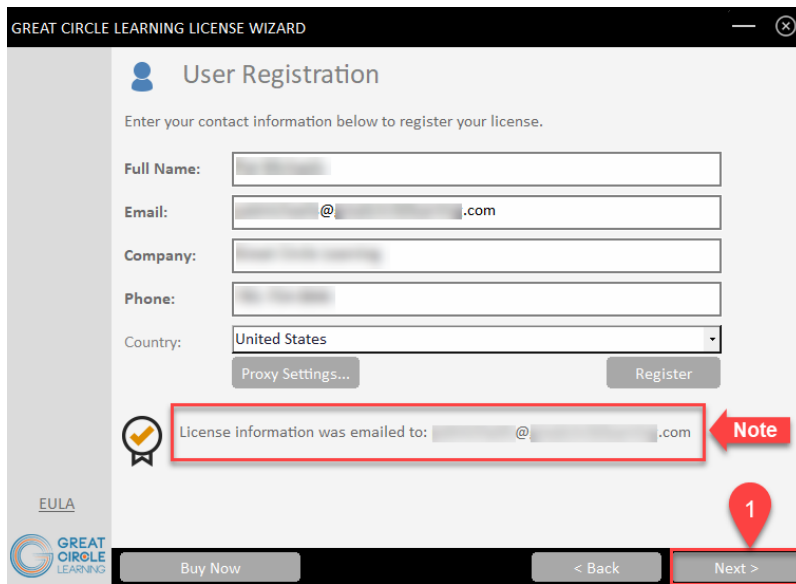 GREAT CIRCLE LEARNING LICENSE WIZARD
User Registration
Enter your contact information below to register your license.
Full Name:
Email: @ .com
Company:
Phone:
Country: United States
Proxy Settings... Register
License information was emailed to: @ .com
Note
EULA
1
GREAT
CIRCLE
LEARNING
Buy Now < Back Next >